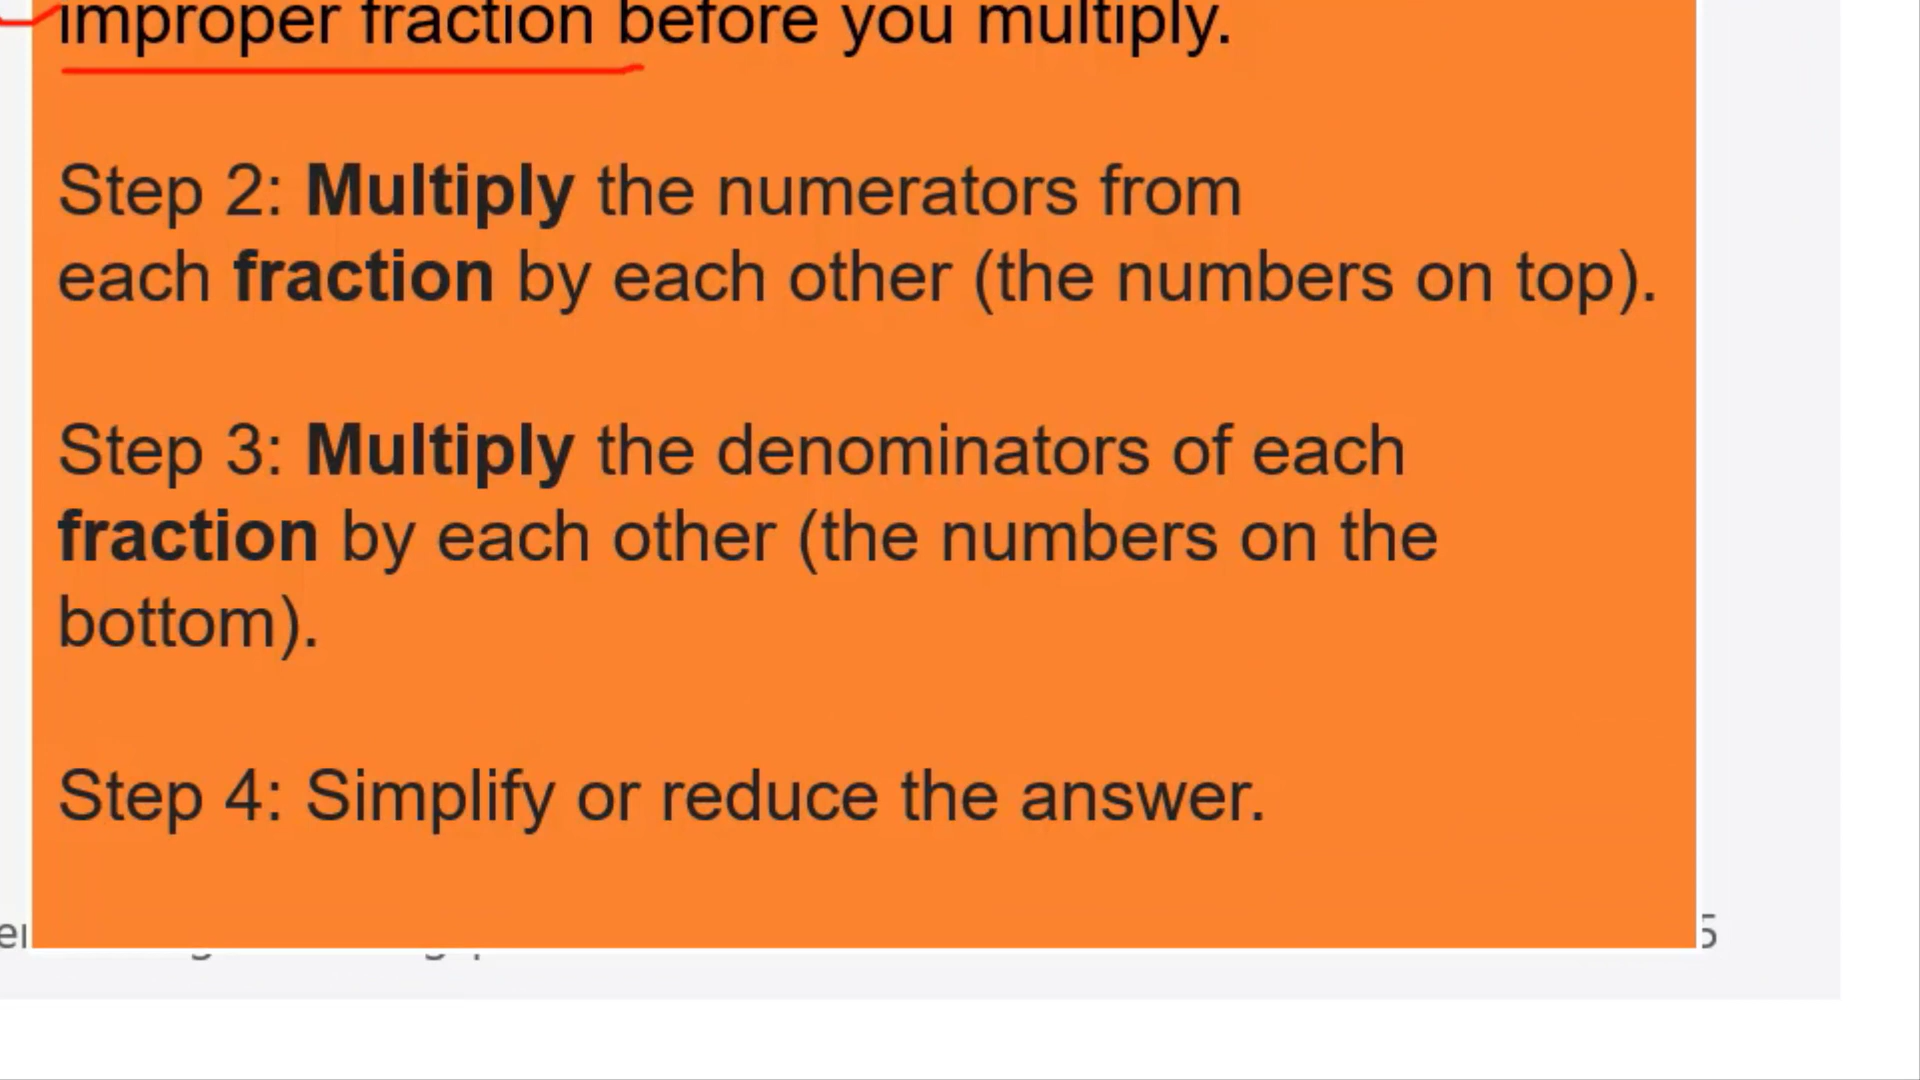 improper fraction before you multiply.
Step 2: Multiply the numerators from
each fraction by each other (the numbers on top).
Step 3: Multiply the denominators of each
fraction by each other (the numbers on the
bottom).
Step 4: Simplify or reduce the answer.
5